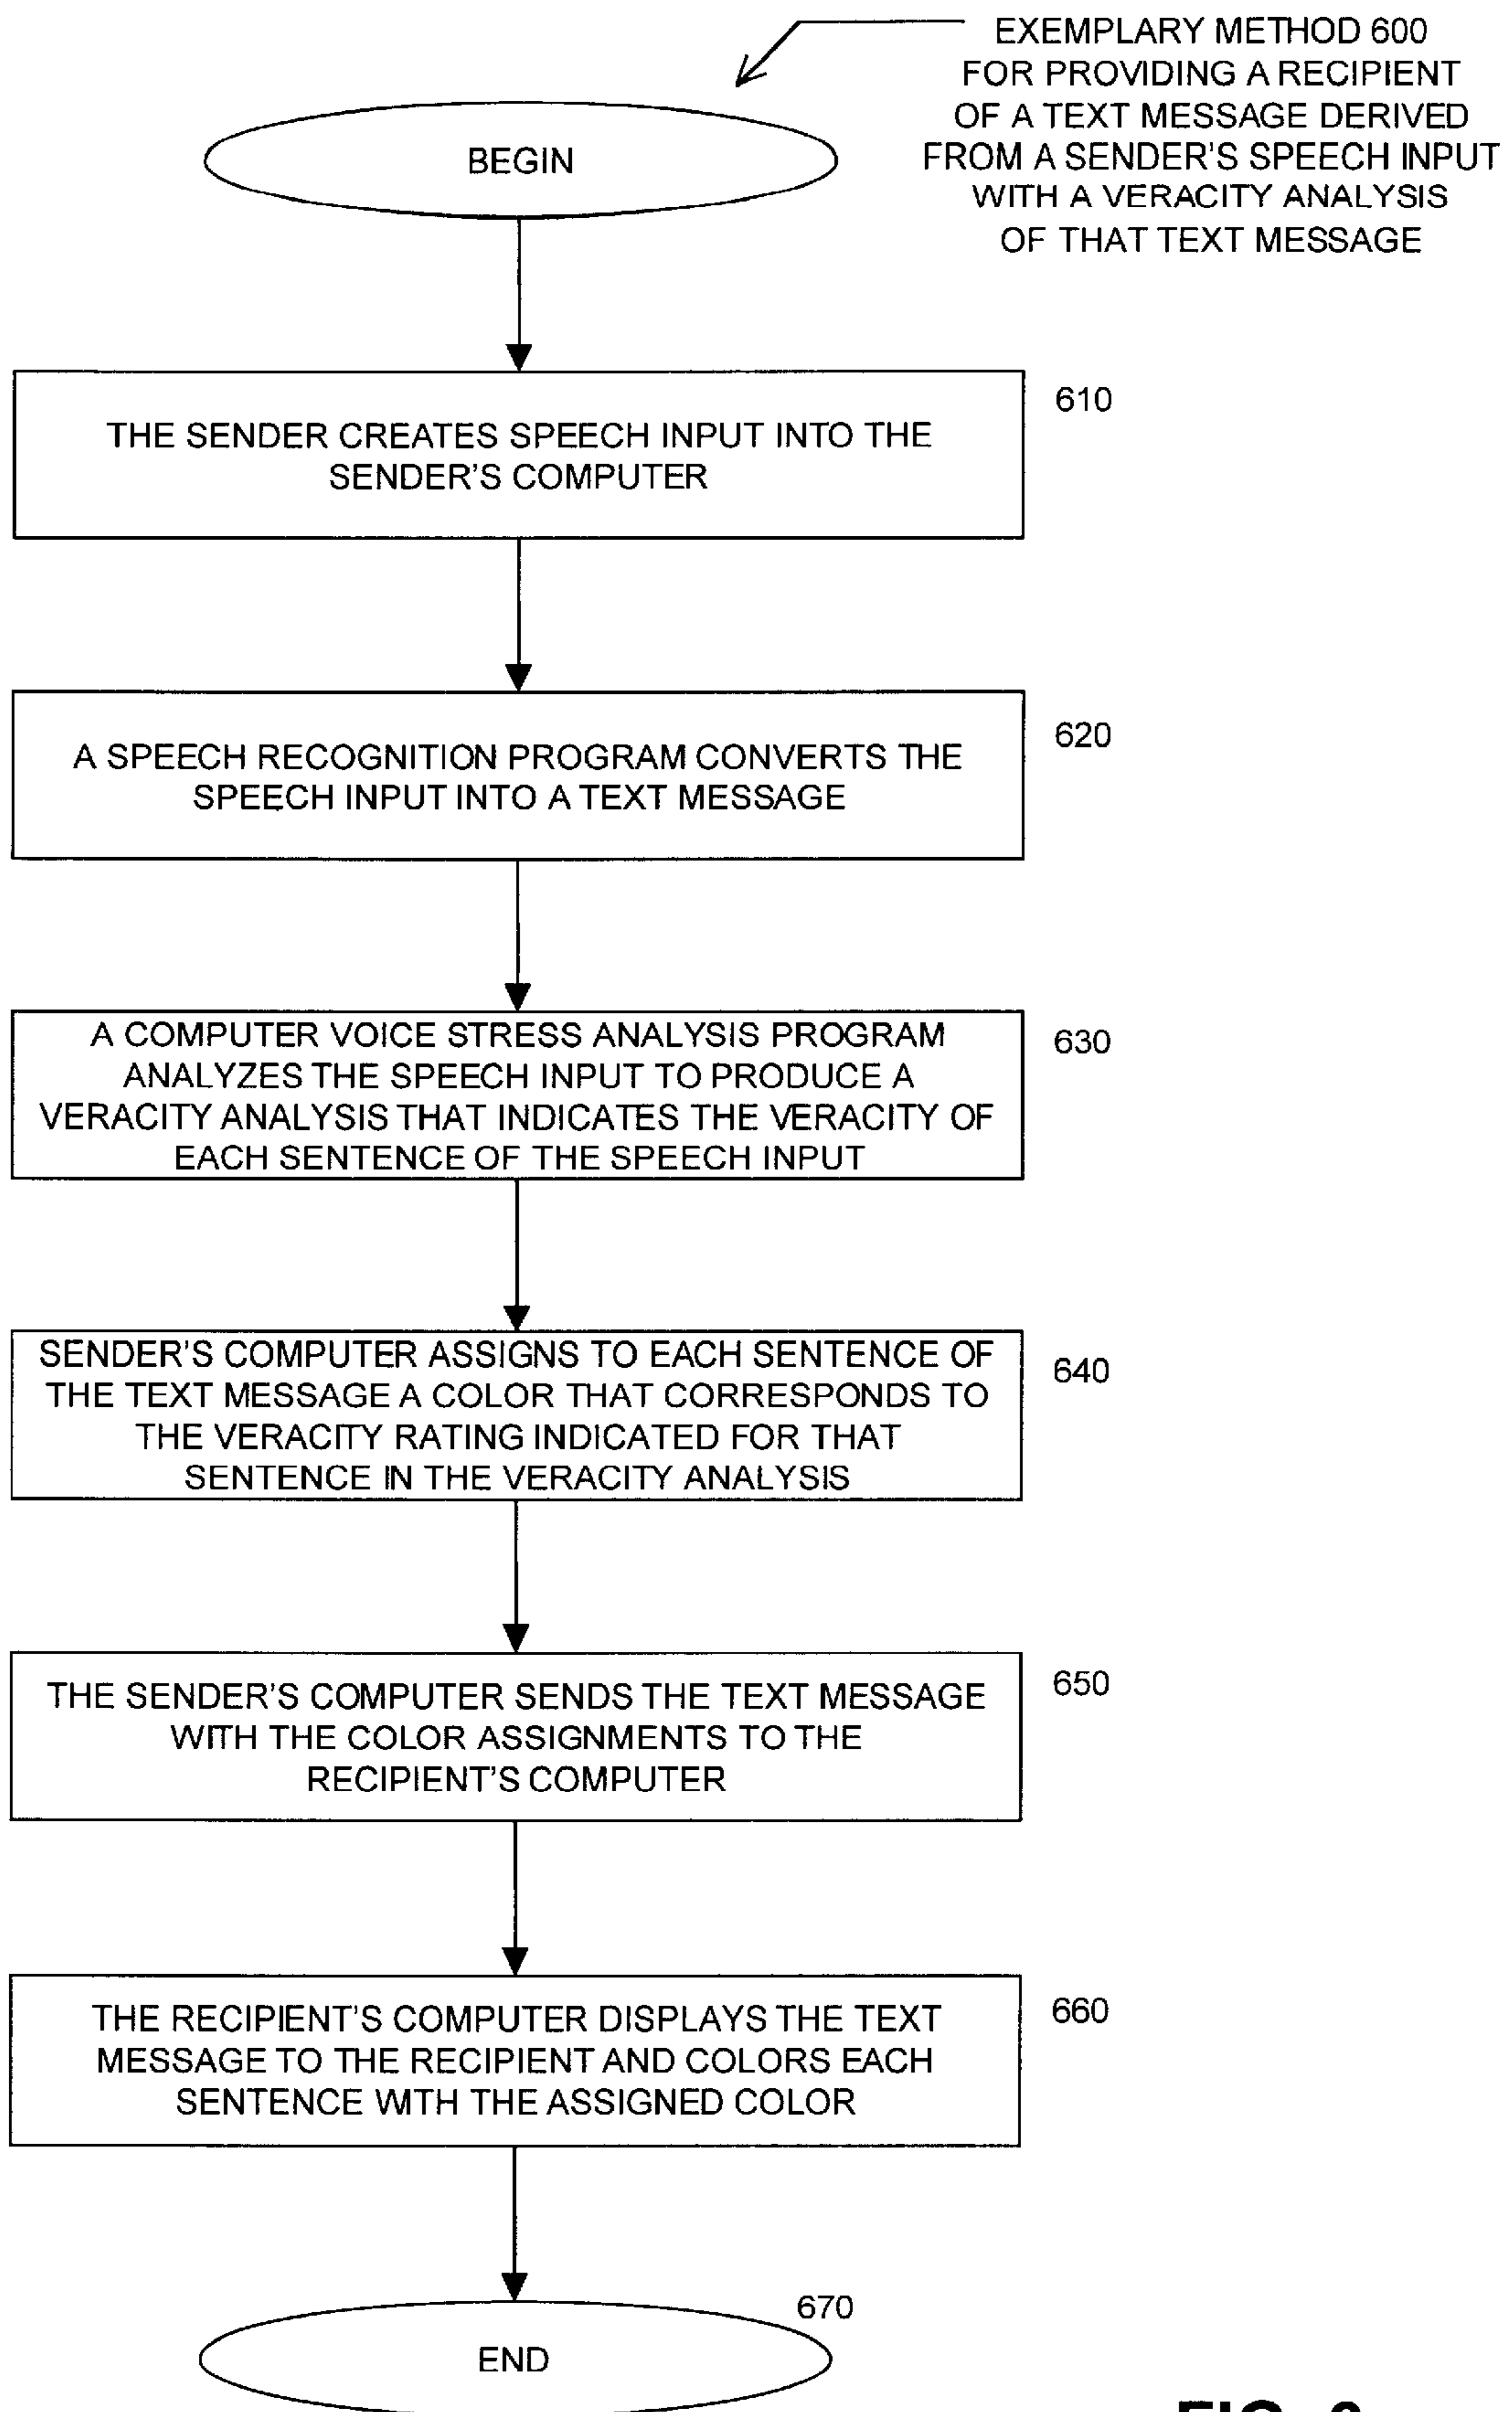 EXEMPLARY METHOD 600
FOR PROVIDING A RECIPIENT
OF A TEXT MESSAGE DERIVED
FROM A SENDER'S SPEECH INPUT
WITH A VERACITY ANALYSIS
OF THAT TEXT MESSAGE
BEGIN
610
THE SENDER CREATES SPEECH INPUT INTO THE
SENDER'S COMPUTER
620
A SPEECH RECOGNITION PROGRAM CONVERTS THE
SPEECH INPUT INTO A TEXT MESSAGE
630
A COMPUTER VOICE STRESS ANALYSIS PROGRAM
ANALYZES THE SPEECH INPUT TO PRODUCE A
VERACITY ANALYSIS THAT INDICATES THE VERACITY OF
EACH SENTENCE OF THE SPEECH INPUT
640
SENDER'S COMPUTER ASSIGNS TO EACH SENTENCE OF
THE TEXT MESSAGE A COLOR THAT CORRESPONDS TO
THE VERACITY RATING INDICATED FOR THAT
SENTENCE IN THE VERACITY ANALYSIS
650
THE SENDER'S COMPUTER SENDS THE TEXT MESSAGE
WITH THE COLOR ASSIGNMENTS TO THE
RECIPIENT'S COMPUTER
660
THE RECIPIENT'S COMPUTER DISPLAYS THE TEXT
MESSAGE TO THE RECIPIENT AND COLORS EACH
SENTENCE WITH THE ASSIGNED COLOR
670
END